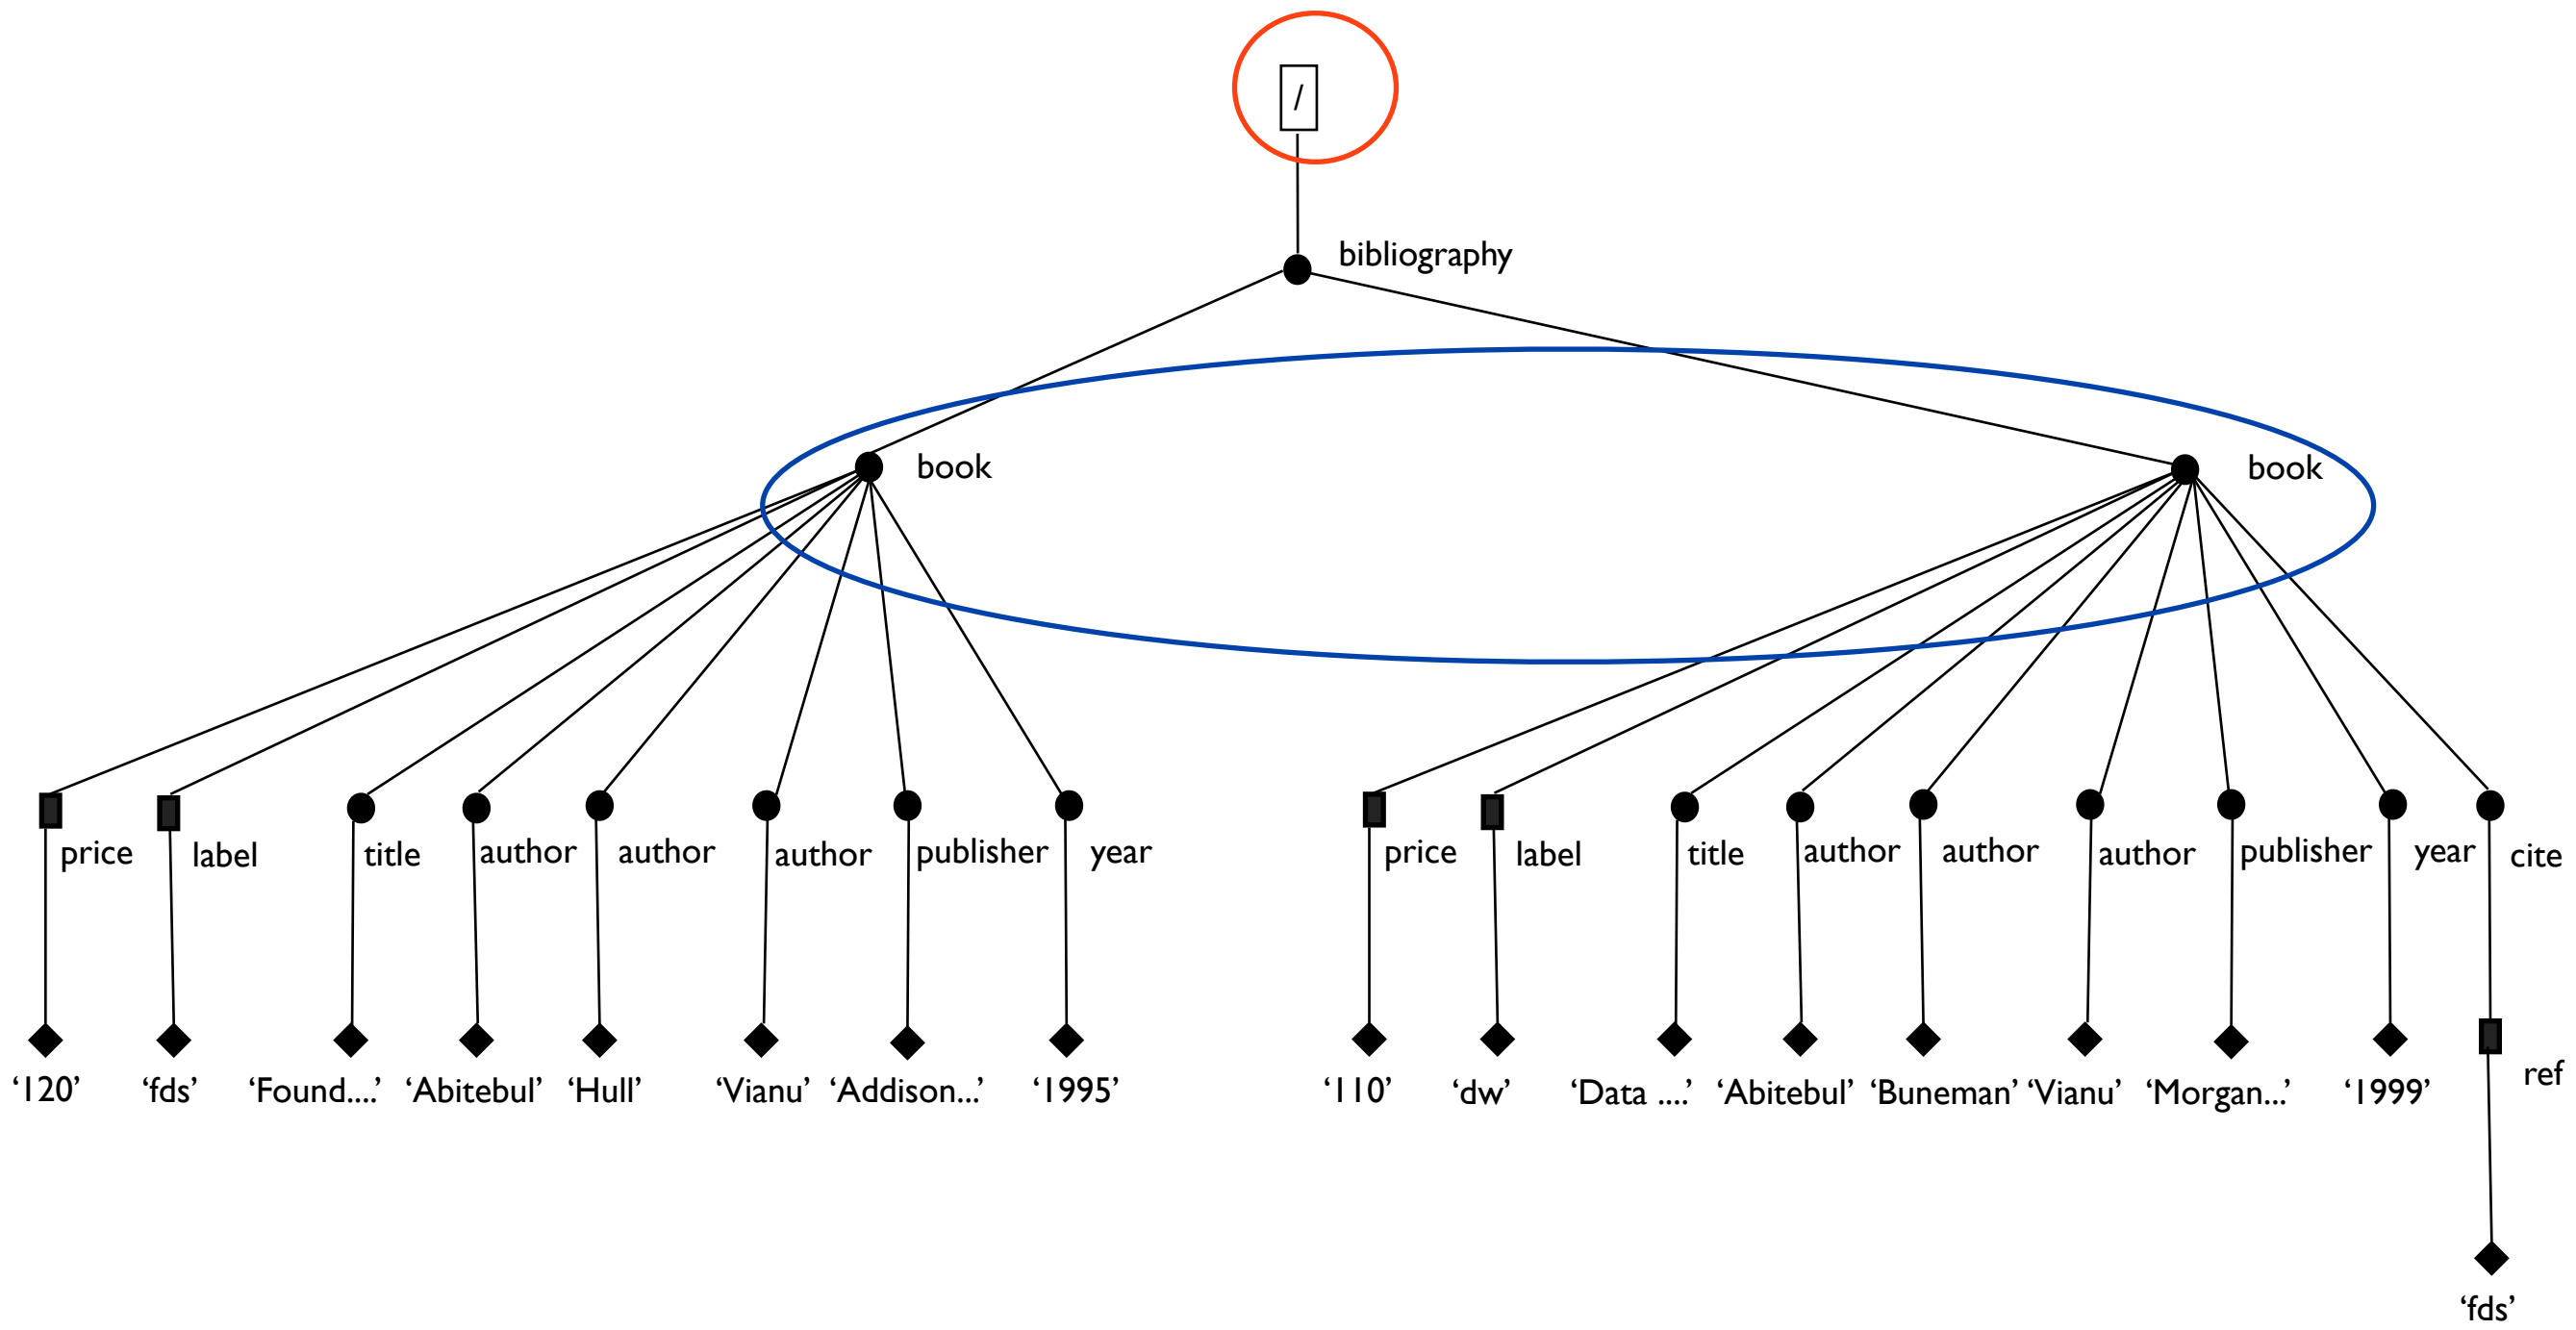 /
bibliography
book book
price label title author author author publisher year price label title author author author publisher year cite
‘120’ ‘fds’ ‘Found....’ ‘Abitebul’ ‘Hull’ ‘Vianu’ ‘Addison...’ ‘1995’ ‘110’ ‘dw’ ‘Data ....’ ‘Abitebul’ ‘Buneman’ ‘Vianu’ ‘Morgan...’ ‘1999’ ref
‘fds’